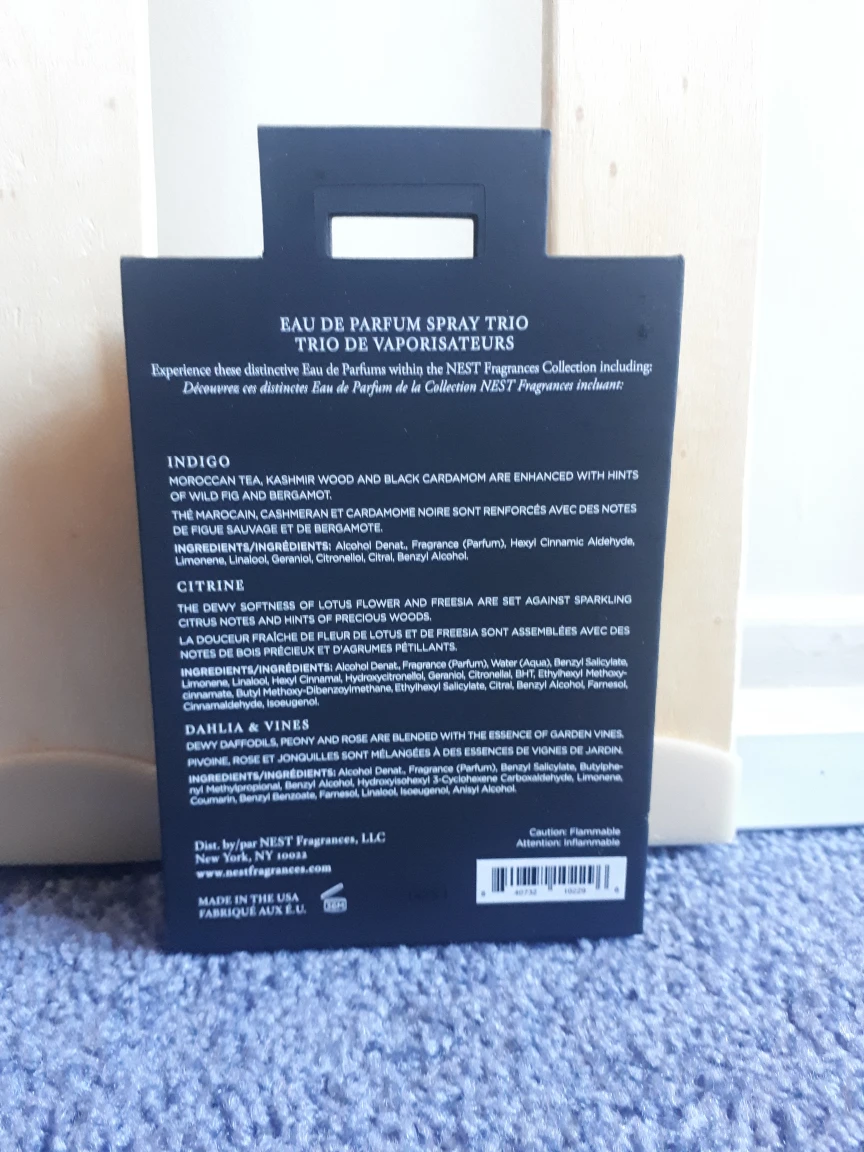 EAU DE PARFUM SPRAY TRIO
TRIO DE VAPORISATEURS
Experience these distinctive Eau de Parfums within the NEST Fragrances Collection including:
Découvrez ces distinctes Eau de Parfum de la Collection NEST Fragrances incluant:
INDIGO
MOROCCAN TEA, KASHMIR WOOD AND BLACK CARDAMOM ARE ENHANCED WITH HINTS
OF WILD FIG AND BERGAMOT.
THÉ MAROCAIN, CASHMERAN ET CARDAMOME NOIRE SONT RENFORCÉS AVEC DES NOTES
DE FIGUE SAUVAGE ET DE BERGAMOTE.
INGREDIENTS/INGRÉDIENTS: Alcohol Denat., Fragrance (Parfum), Hexyl Cinnamic Aldehyde,
Limonene, Linalool, Geraniol, Citronellol, Citral, Benzyl Alcohol.
CITRINE
THE DEWY SOFTNESS OF LOTUS FLOWER AND FREESIA ARE SET AGAINST SPARKLING
CITRUS NOTES AND HINTS OF PRECIOUS WOODS.
LA DOUCEUR FRAÎCHE DE FLEUR DE LOTUS ET DE FREESIA SONT ASSEMBLÉES AVEC DES
NOTES DE BOIS PRÉCIEUX ET D'AGRUMES PÉTILLANTS.
INGREDIENTS/INGRÉDIENTS: Alcohol Denat., Fragrance (Parfum), Water (Aqua), Benzyl Salicylate,
Limonene, Linalool, Hexyl Cinnamal, Hydroxycitronellol, Geraniol, Citronellal, BHT, Ethylhexyl Methoxy-
cinnamate, Butyl Methoxy-Dibenzoylmethane, Ethylhexyl Salicylate, Citral, Benzyl Alcohol, Farnesol,
Cinnamaldehyde, Isoeugenol.
DAHLIA & VINES
DEWY DAFFODILS, PEONY AND ROSE ARE BLENDED WITH THE ESSENCE OF GARDEN VINES.
PIVOINE, ROSE ET JONQUILLES SONT MÉLANGÉES À DES ESSENCES DE VIGNES DE JARDIN.
INGREDIENTS/INGRÉDIENTS: Alcohol Denat., Fragrance (Parfum), Benzyl Salicylate, Butylphe-
nyl Methylpropional, Benzyl Alcohol, Hydroxyisohexyl 3-Cyclohexene Carboxaldehyde, Limonene,
Coumarin, Benzyl Benzoate, Farnesol, Linalool, Isoeugenol, Anisyl Alcohol.
Dist. by/par NEST Fragrances, LLC
New York, NY 10022
www.nestfragrances.com
MADE IN THE USA
FABRIQUÉ AUX É.U.
36M
Caution: Flammable
Attention: Inflammable
40732 10229